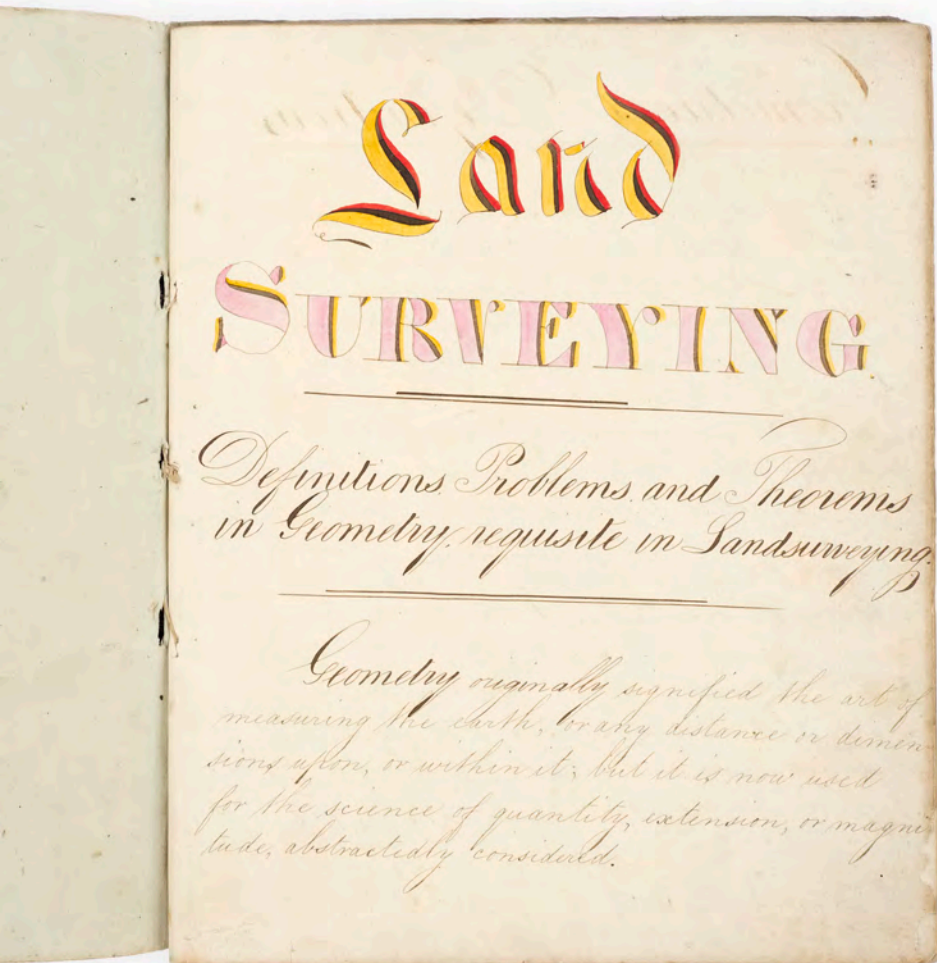 Land
SURVEYING
Definitions Problems and Theorems
in Geometry requisite in Landsurveying.
Geometry originally signified the art of
measuring the earth, or any distance or dimen-
sions upon, or within it; but it is now used
for the science of quantity, extension, or magni-
tude, abstractedly considered.